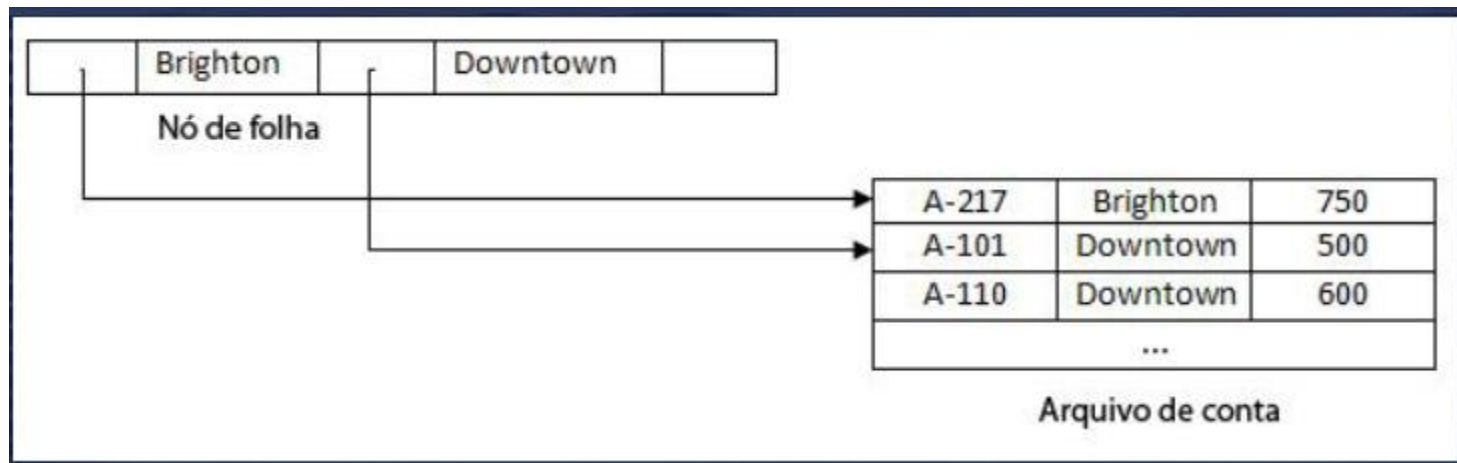 Brighton Downtown
Nó de folha
A-217 Brighton 750
A-101 Downtown 500
A-110 Downtown 600
...
Arquivo de conta